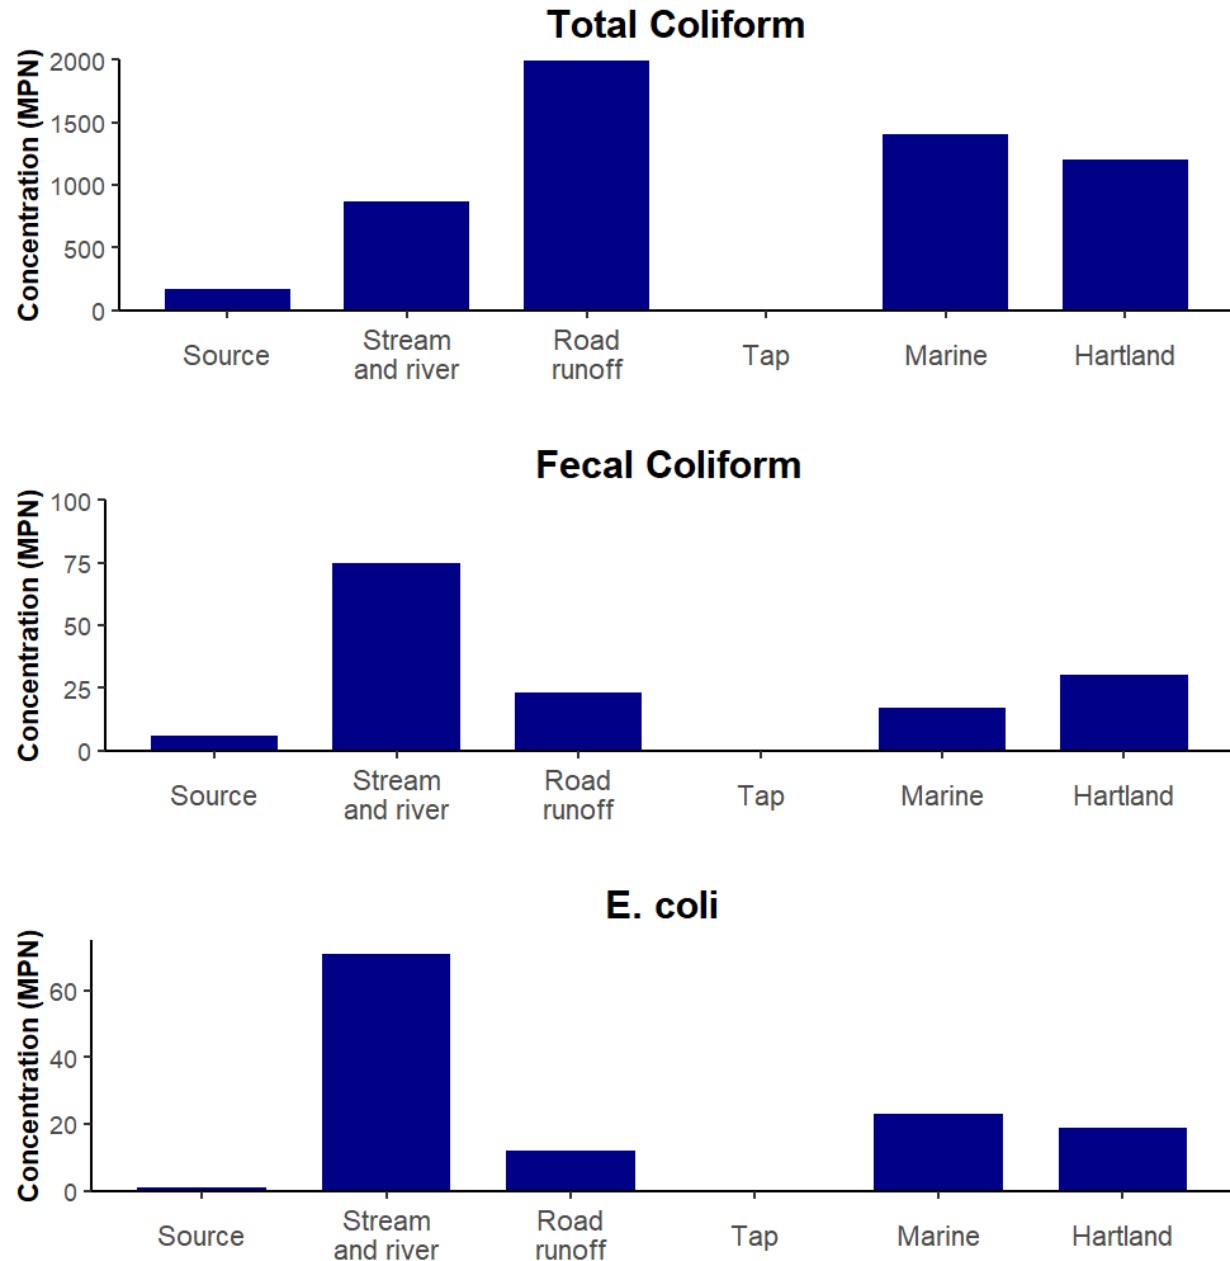 Total Coliform
Concentration (MPN)
2000
1500
1000
500
0
Source
Stream
and river
Road
runoff
Tap
Marine
Hartland
Fecal Coliform
Concentration (MPN)
100
75
50
25
0
Source
Stream
and river
Road
runoff
Tap
Marine
Hartland
E. coli
Concentration (MPN)
60
40
20
0
Source
Stream
and river
Road
runoff
Tap
Marine
Hartland